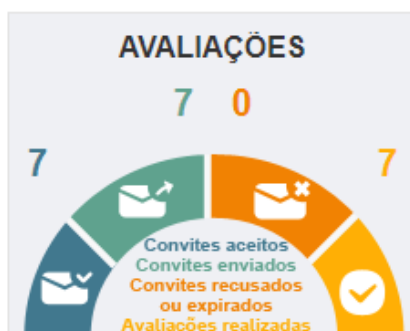 AVALIAÇÕES
7 0
7 7
Convites aceitos
Convites enviados
Convites recusados
ou expirados
Avaliações realizadas